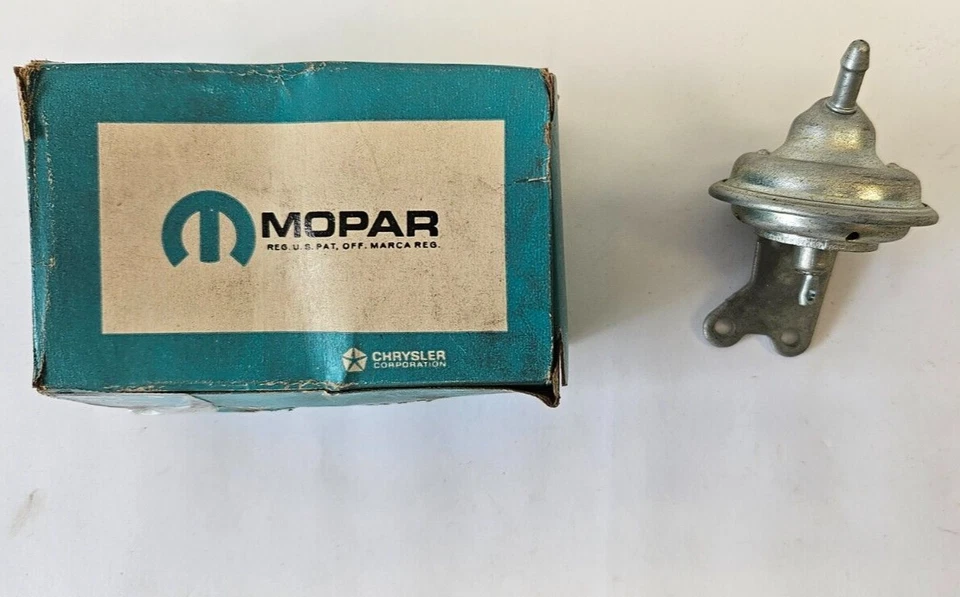 MOPAR
REG. U.S. PAT, OFF. MARCA REG.
CHRYSLER
CORPORATION